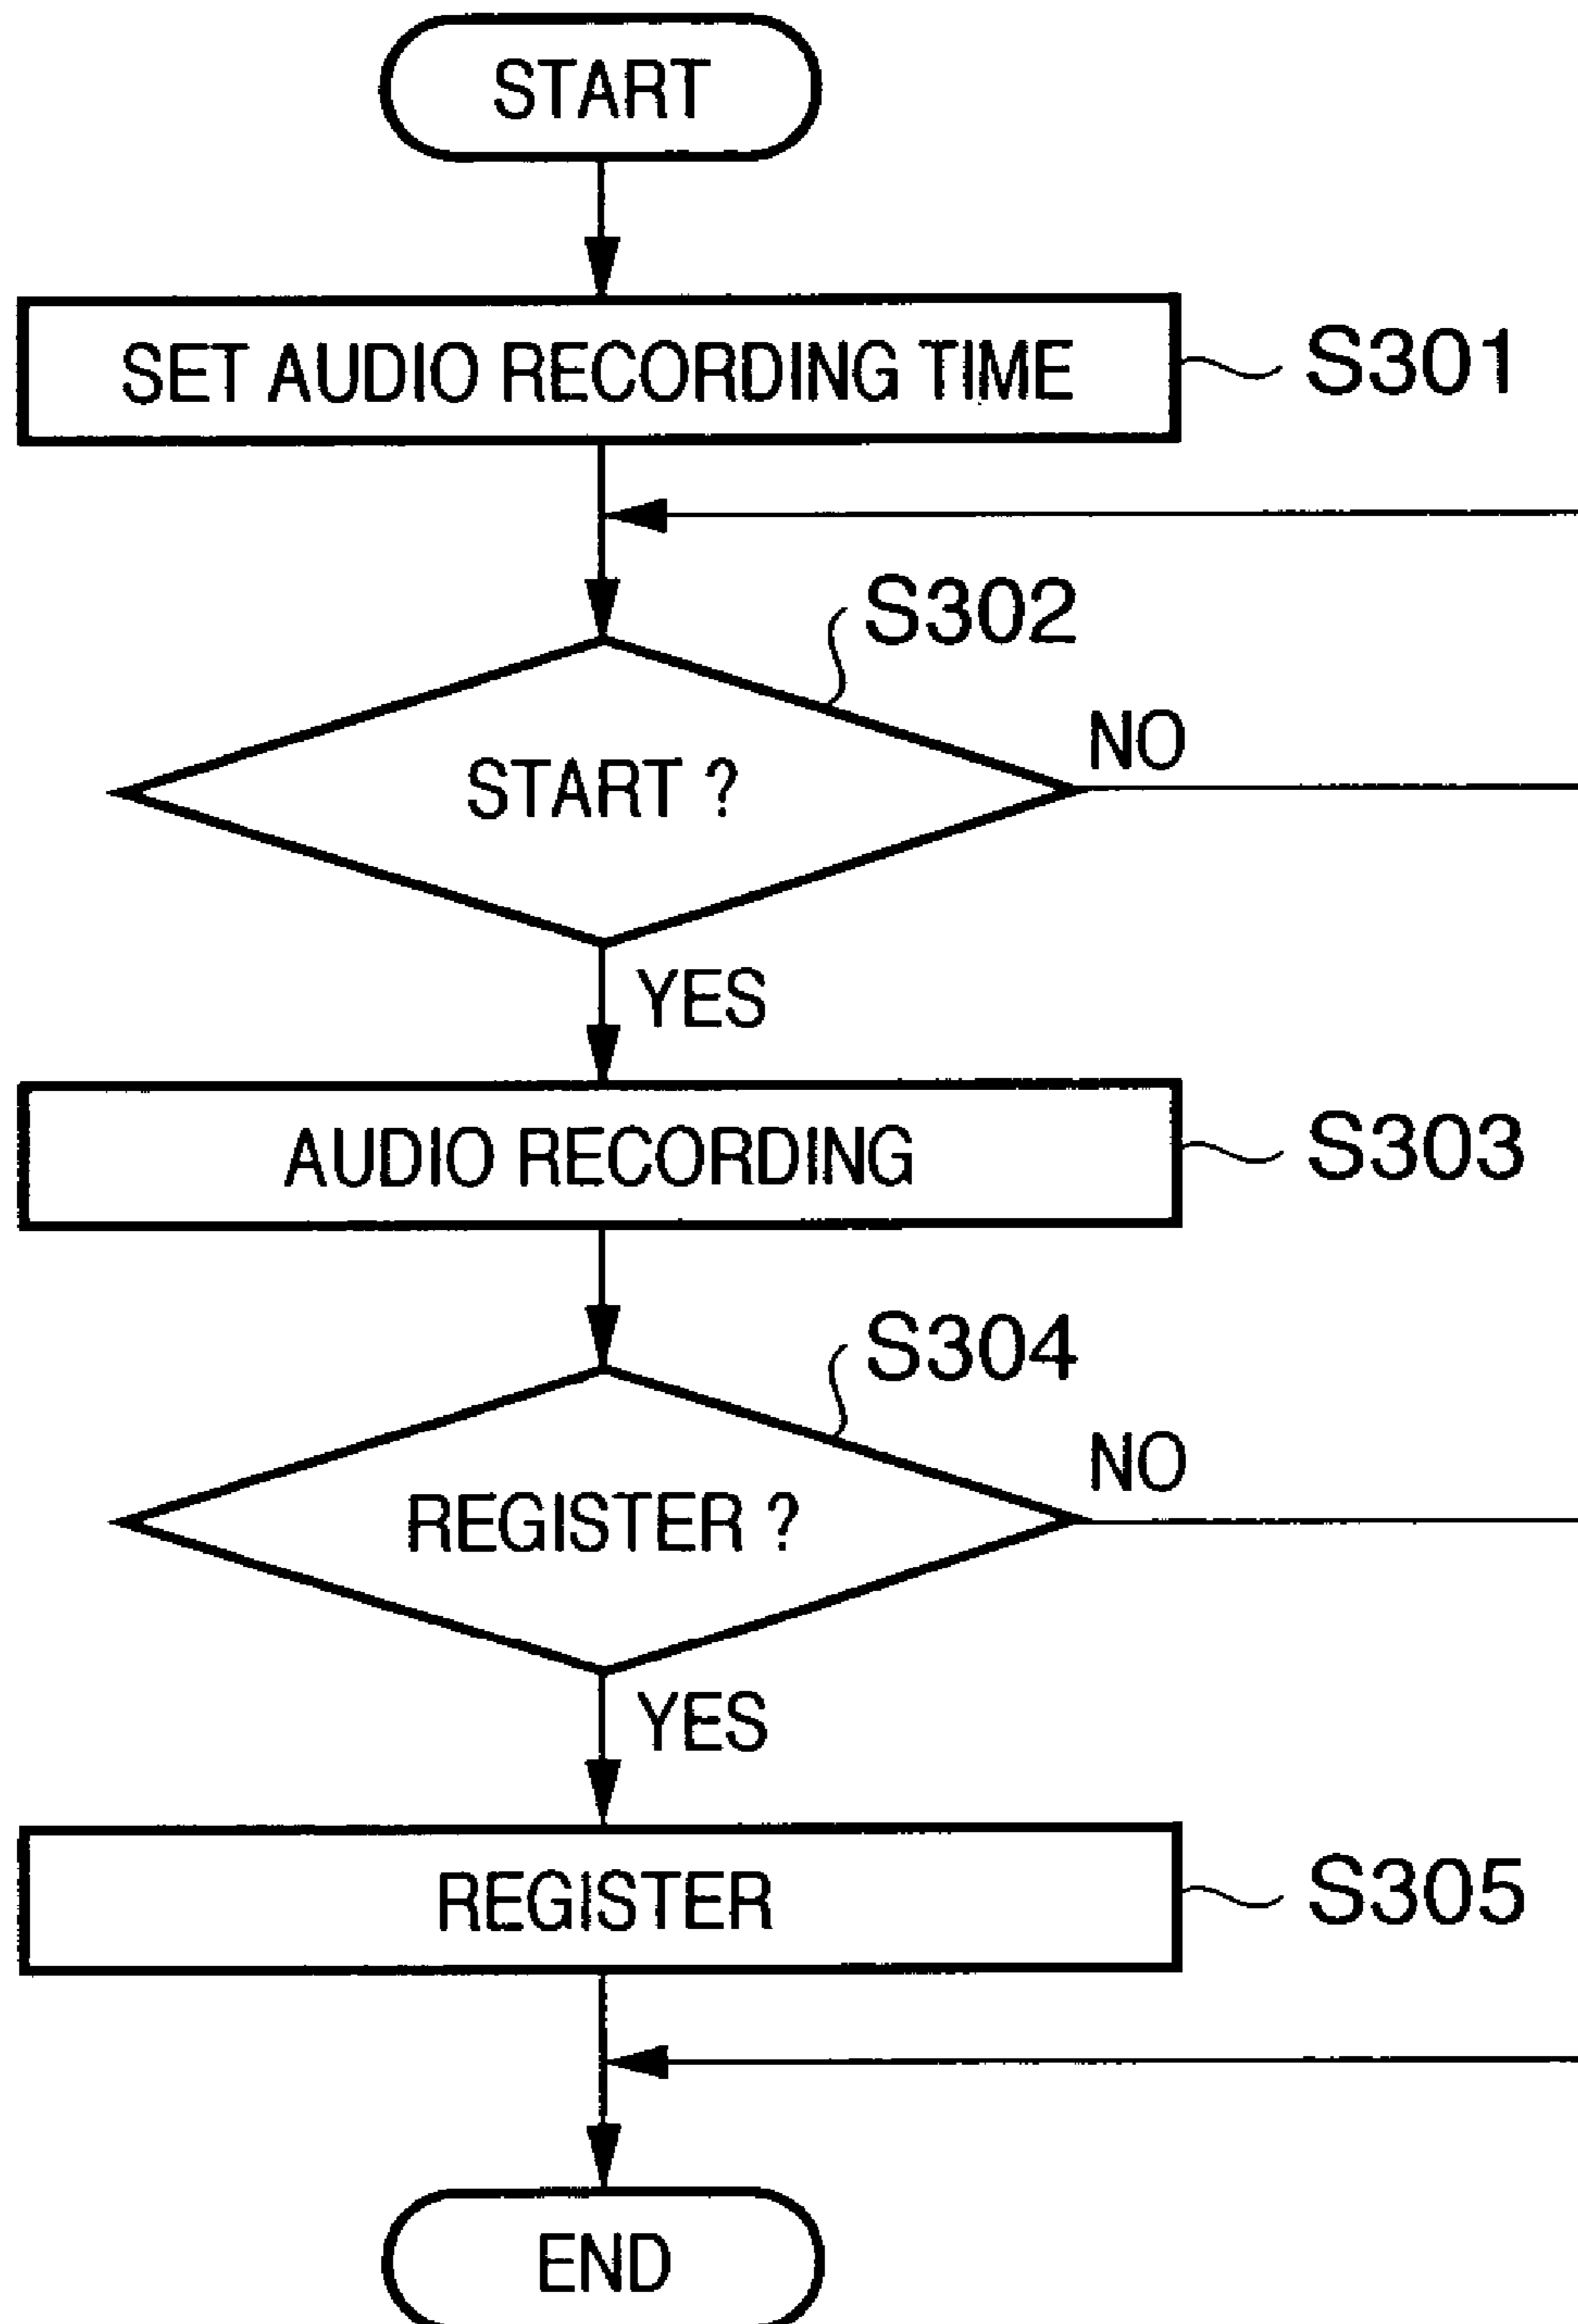 START
SET AUDIO RECORDING TIME
S301
S302
START ?
NO
YES
AUDIO RECORDING
S303
S304
REGISTER ?
NO
YES
REGISTER
S305
END